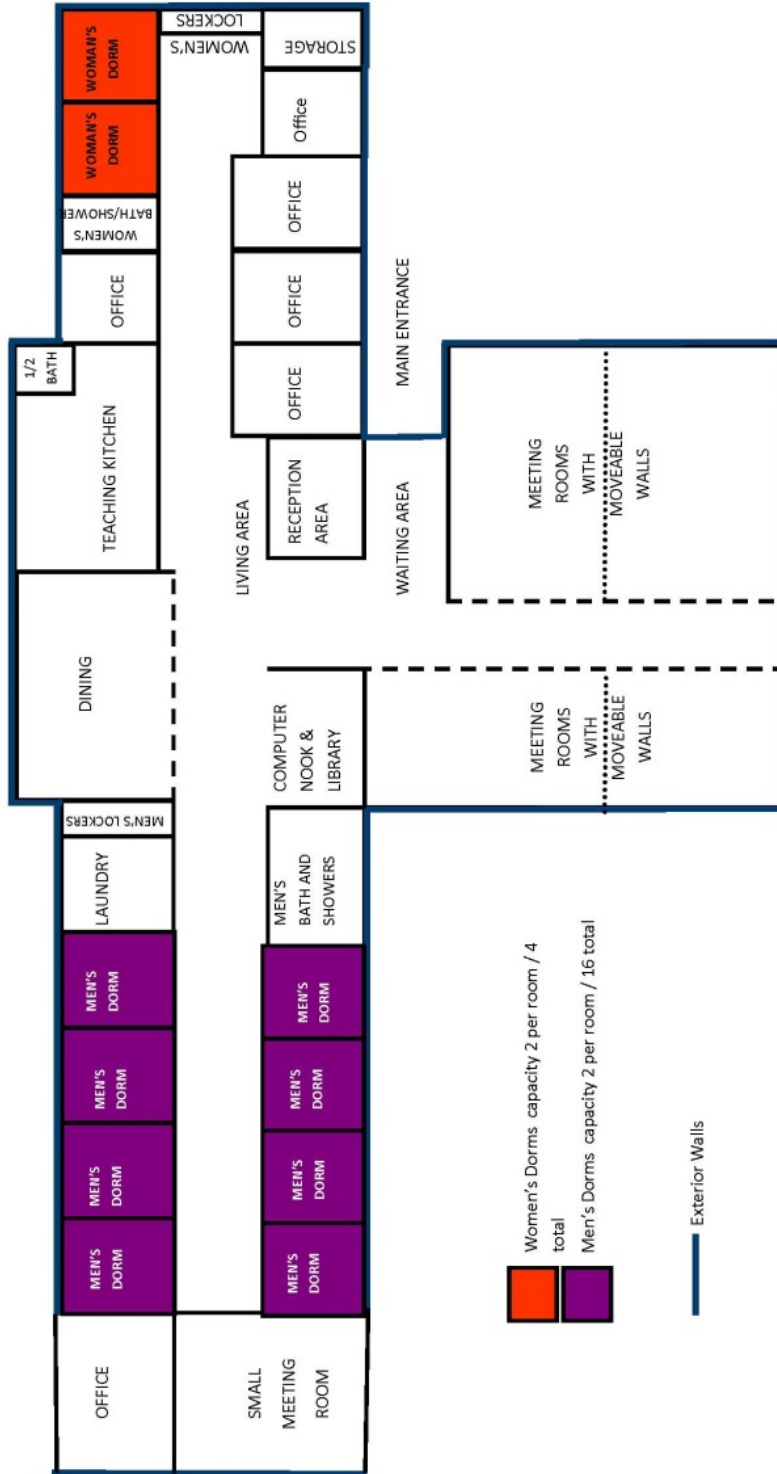 OFFICE
MEN'S
DORM
MEN'S
DORM
MEN'S
DORM
MEN'S
DORM
LAUNDRY
MEN'S LOCKERS
DINING
TEACHING KITCHEN
1/2
BATH
OFFICE
WOMEN'S
BATH/SHOWER
WOMAN'S
DORM
WOMAN'S
DORM
WOMEN'S
LOCKERS
SMALL
MEETING
ROOM
MEN'S
DORM
MEN'S
DORM
MEN'S
DORM
MEN'S
DORM
MEN'S
BATH AND
SHOWERS
COMPUTER
NOOK &
LIBRARY
LIVING AREA
RECEPTION
AREA
OFFICE
OFFICE
OFFICE
Office
STORAGE
WAITING AREA
MAIN ENTRANCE
MEETING
ROOMS
WITH
MOVEABLE
WALLS
MEETING
ROOMS
WITH
MOVEABLE
WALLS
Women's Dorms capacity 2 per room / 4
total
Men's Dorms capacity 2 per room / 16 total
Exterior Walls